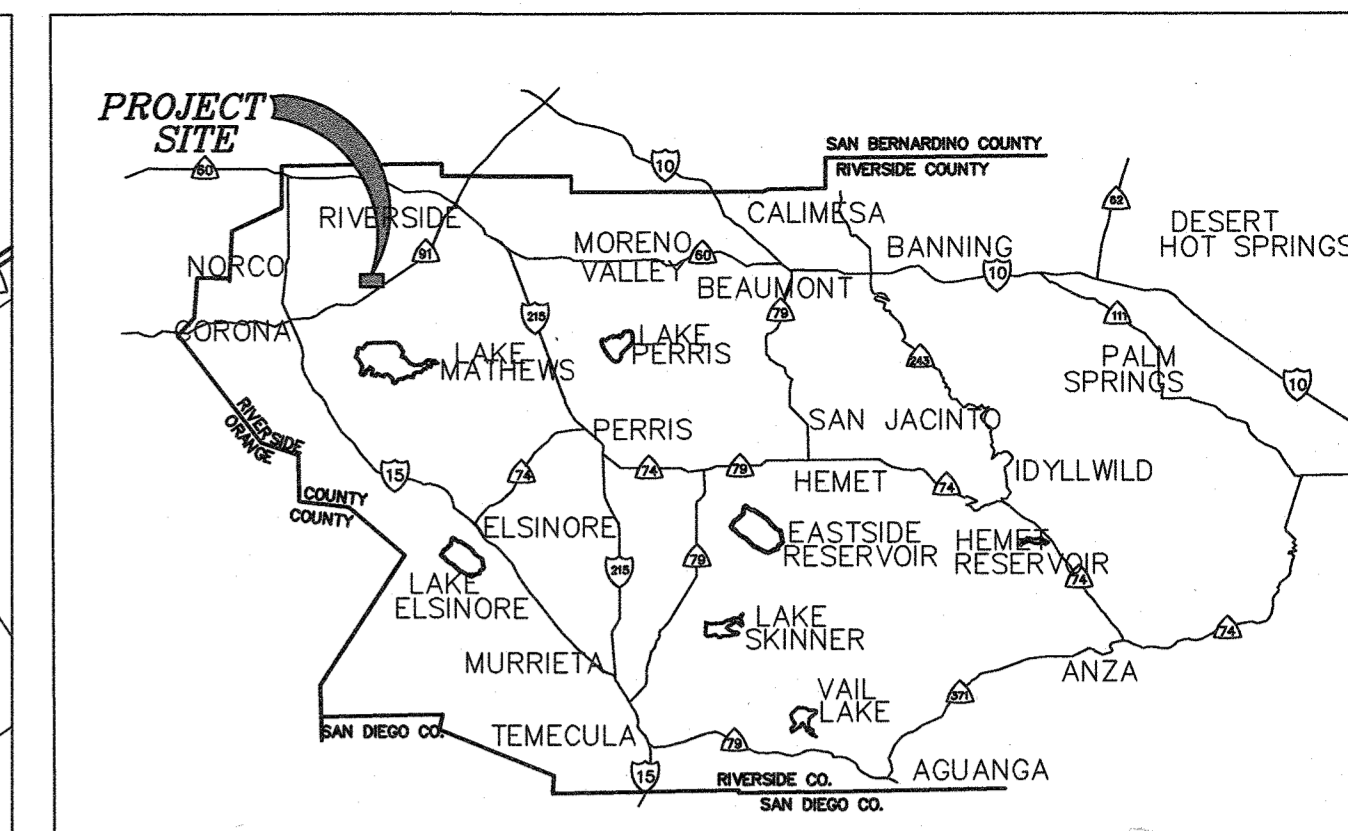 PROJECT
SITE
SAN BERNARDINO COUNTY
RIVERSIDE COUNTY
60
10
62
RIVERSIDE
CALIMESA
DESERT
HOT SPRINGS
91
MORENO
VALLEY
60
BANNING
NORCO
BEAUMONT
10
79
111
215
CORONA
LAKE
MATHEWS
LAKE
PERRIS
243
PALM
SPRINGS
10
RIVERSIDE
ORANGE
PERRIS
SAN JACINTO
15
74
74
79
HEMET
74
IDYLLWILD
COUNTY
COUNTY
ELSINORE
EASTSIDE
RESERVOIR
HEMET
RESERVOIR
215
79
74
LAKE
ELSINORE
LAKE
SKINNER
74
MURRIETA
ANZA
VAIL
LAKE
371
SAN DIEGO CO.
TEMECULA
79
15
RIVERSIDE CO.
SAN DIEGO CO.
AGUANGA